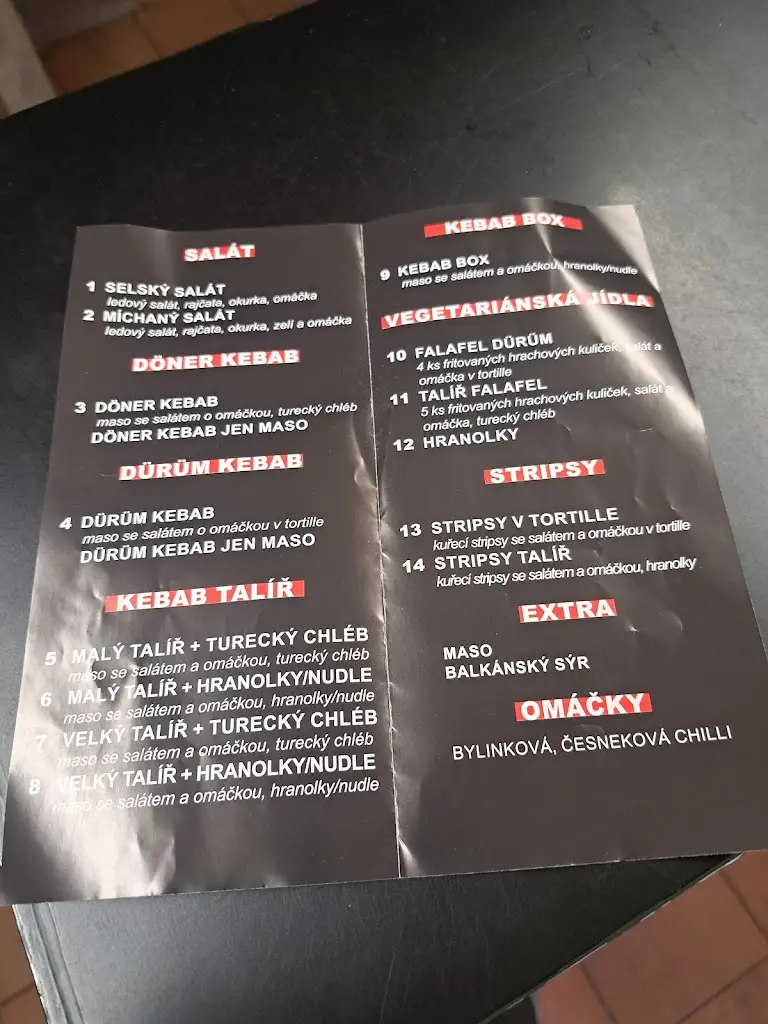 SALÁT
1 SELSKÝ SALÁT
ledový salát, rajčata, okurka, omáčka
2 MÍCHANÝ SALÁT
ledový salát, rajčata, okurka, zelí a omáčka
DÖNER KEBAB
3 DÖNER KEBAB
maso se salátem o omáčkou, turecký chléb
DÖNER KEBAB JEN MASO
DÜRÜM KEBAB
4 DÜRÜM KEBAB
maso se salátem o omáčkou v tortille
DÜRÜM KEBAB JEN MASO
KEBAB TALÍŘ
5 MALÝ TALÍŘ + TURECKÝ CHLÉB
maso se salátem a omáčkou, turecký chléb
6 MALÝ TALÍŘ + HRANOLKY/NUDLE
maso se salátem a omáčkou, hranolky/nudle
7 VELKÝ TALÍŘ + TURECKÝ CHLÉB
maso se salátem a omáčkou, turecký chléb
8 VELKÝ TALÍŘ + HRANOLKY/NUDLE
maso se salátem a omáčkou, hranolky/nudle
KEBAB BOX
9 KEBAB BOX
maso se salátem a omáčkou, hranolky/nudle
VEGETARIÁNSKÁ JÍDLA
10 FALAFEL DÜRÜM
4 ks fritovaných hrachových kuliček, salát a
omáčka v tortille
11 TALÍŘ FALAFEL
5 ks fritovaných hrachových kuliček, salát a
omáčka, turecký chléb
12 HRANOLKY
STRIPSY
13 STRIPSY V TORTILLE
kuřecí stripsy se salátem a omáčkou v tortille
14 STRIPSY TALÍŘ
kuřecí stripsy se salátem a omáčkou, hranolky
EXTRA
MASO
BALKÁNSKÝ SÝR
OMÁČKY
BYLINKOVÁ, ČESNEKOVÁ CHILLI